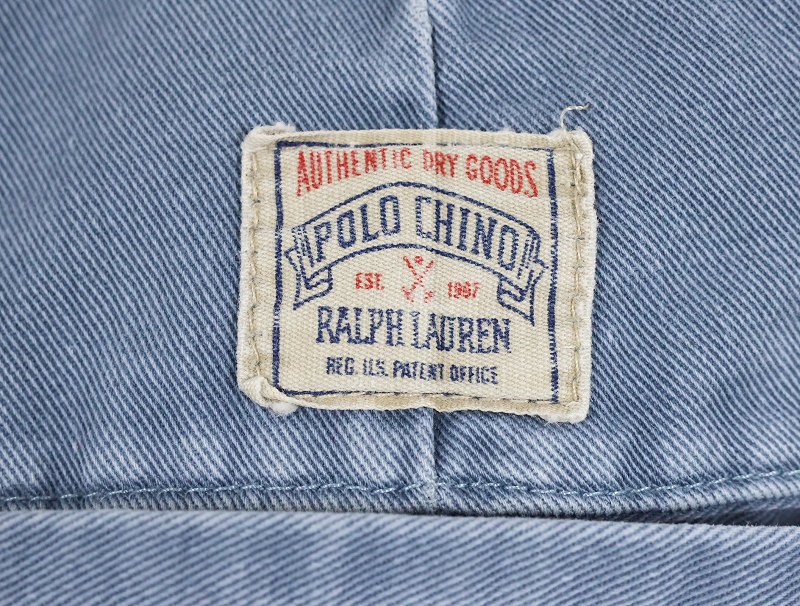 AUTHENTIC DRY GOODS
POLO CHINO
EST. 1967
RALPH LAUREN
REG. U.S. PATENT OFFICE